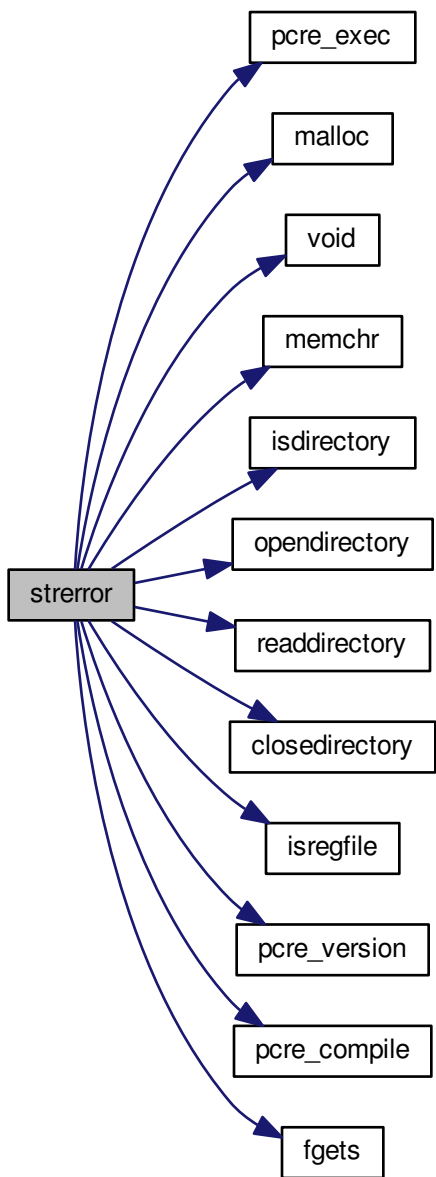 pcre_exec
malloc
void
memchr
isdirectory
opendirectory
strerror
readdirectory
closedirectory
isregfile
pcre_version
pcre_compile
fgets